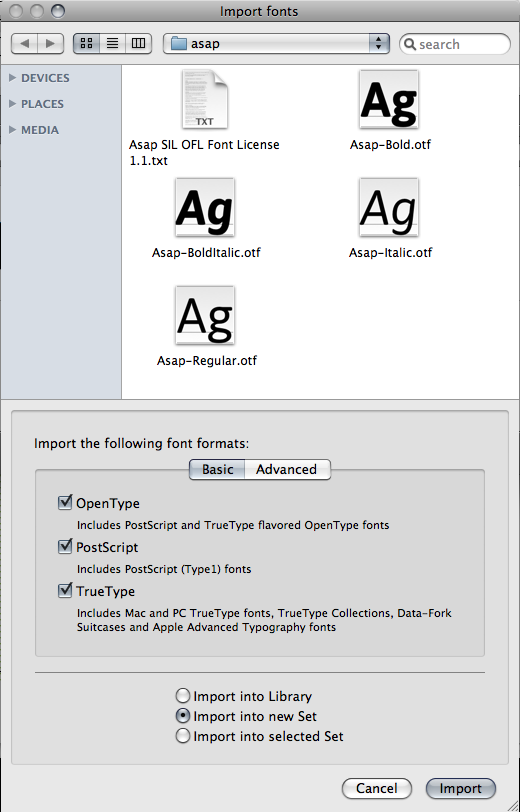 Import fonts
asap
search
DEVICES
PLACES
MEDIA
TXT
Asap SIL OFL Font License
1.1.txt
Ag
Asap-Bold.otf
Ag
Asap-BoldItalic.otf
Ag
Asap-Italic.otf
Ag
Asap-Regular.otf
Import the following font formats:
Basic
Advanced
OpenType
Includes PostScript and TrueType flavored OpenType fonts
PostScript
Includes PostScript (Type1) fonts
TrueType
Includes Mac and PC TrueType fonts, TrueType Collections, Data-Fork
Suitcases and Apple Advanced Typography fonts
Import into Library
Import into new Set
Import into selected Set
Cancel
Import